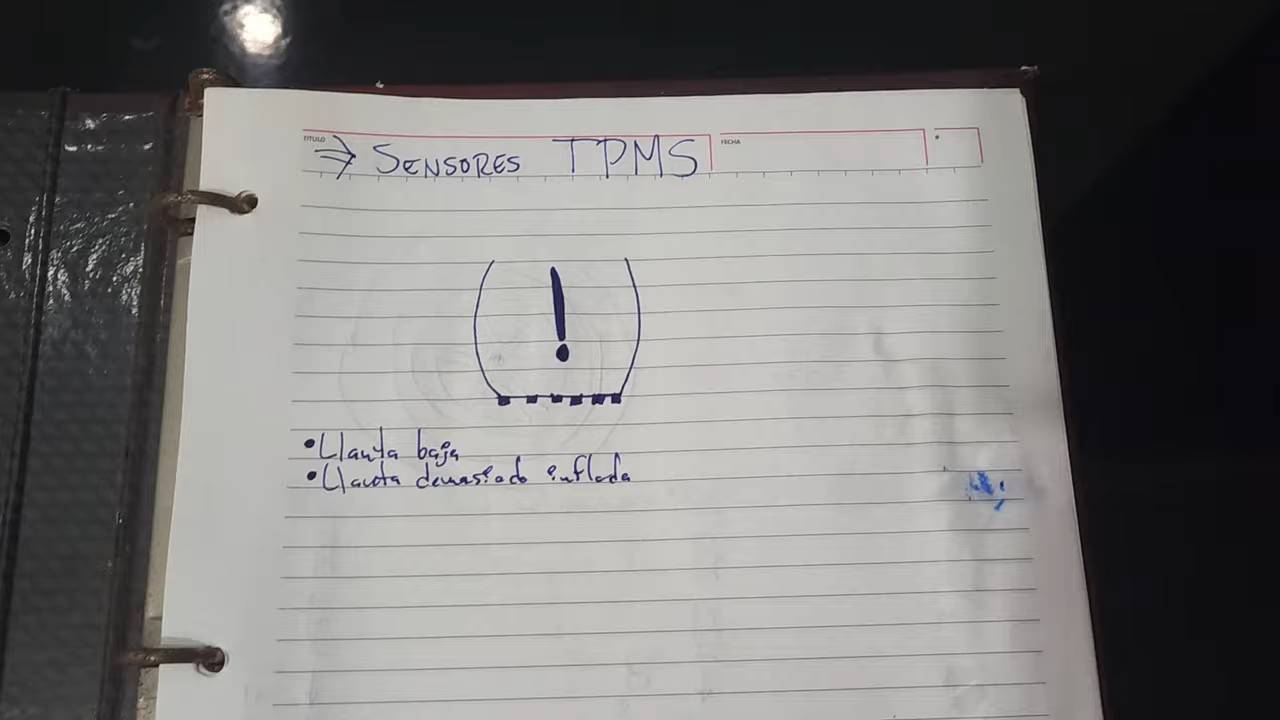 TITULO
⇒ SENSORES TPMS
FECHA
!
• Llanta baja
• Llanta demasiado inflada